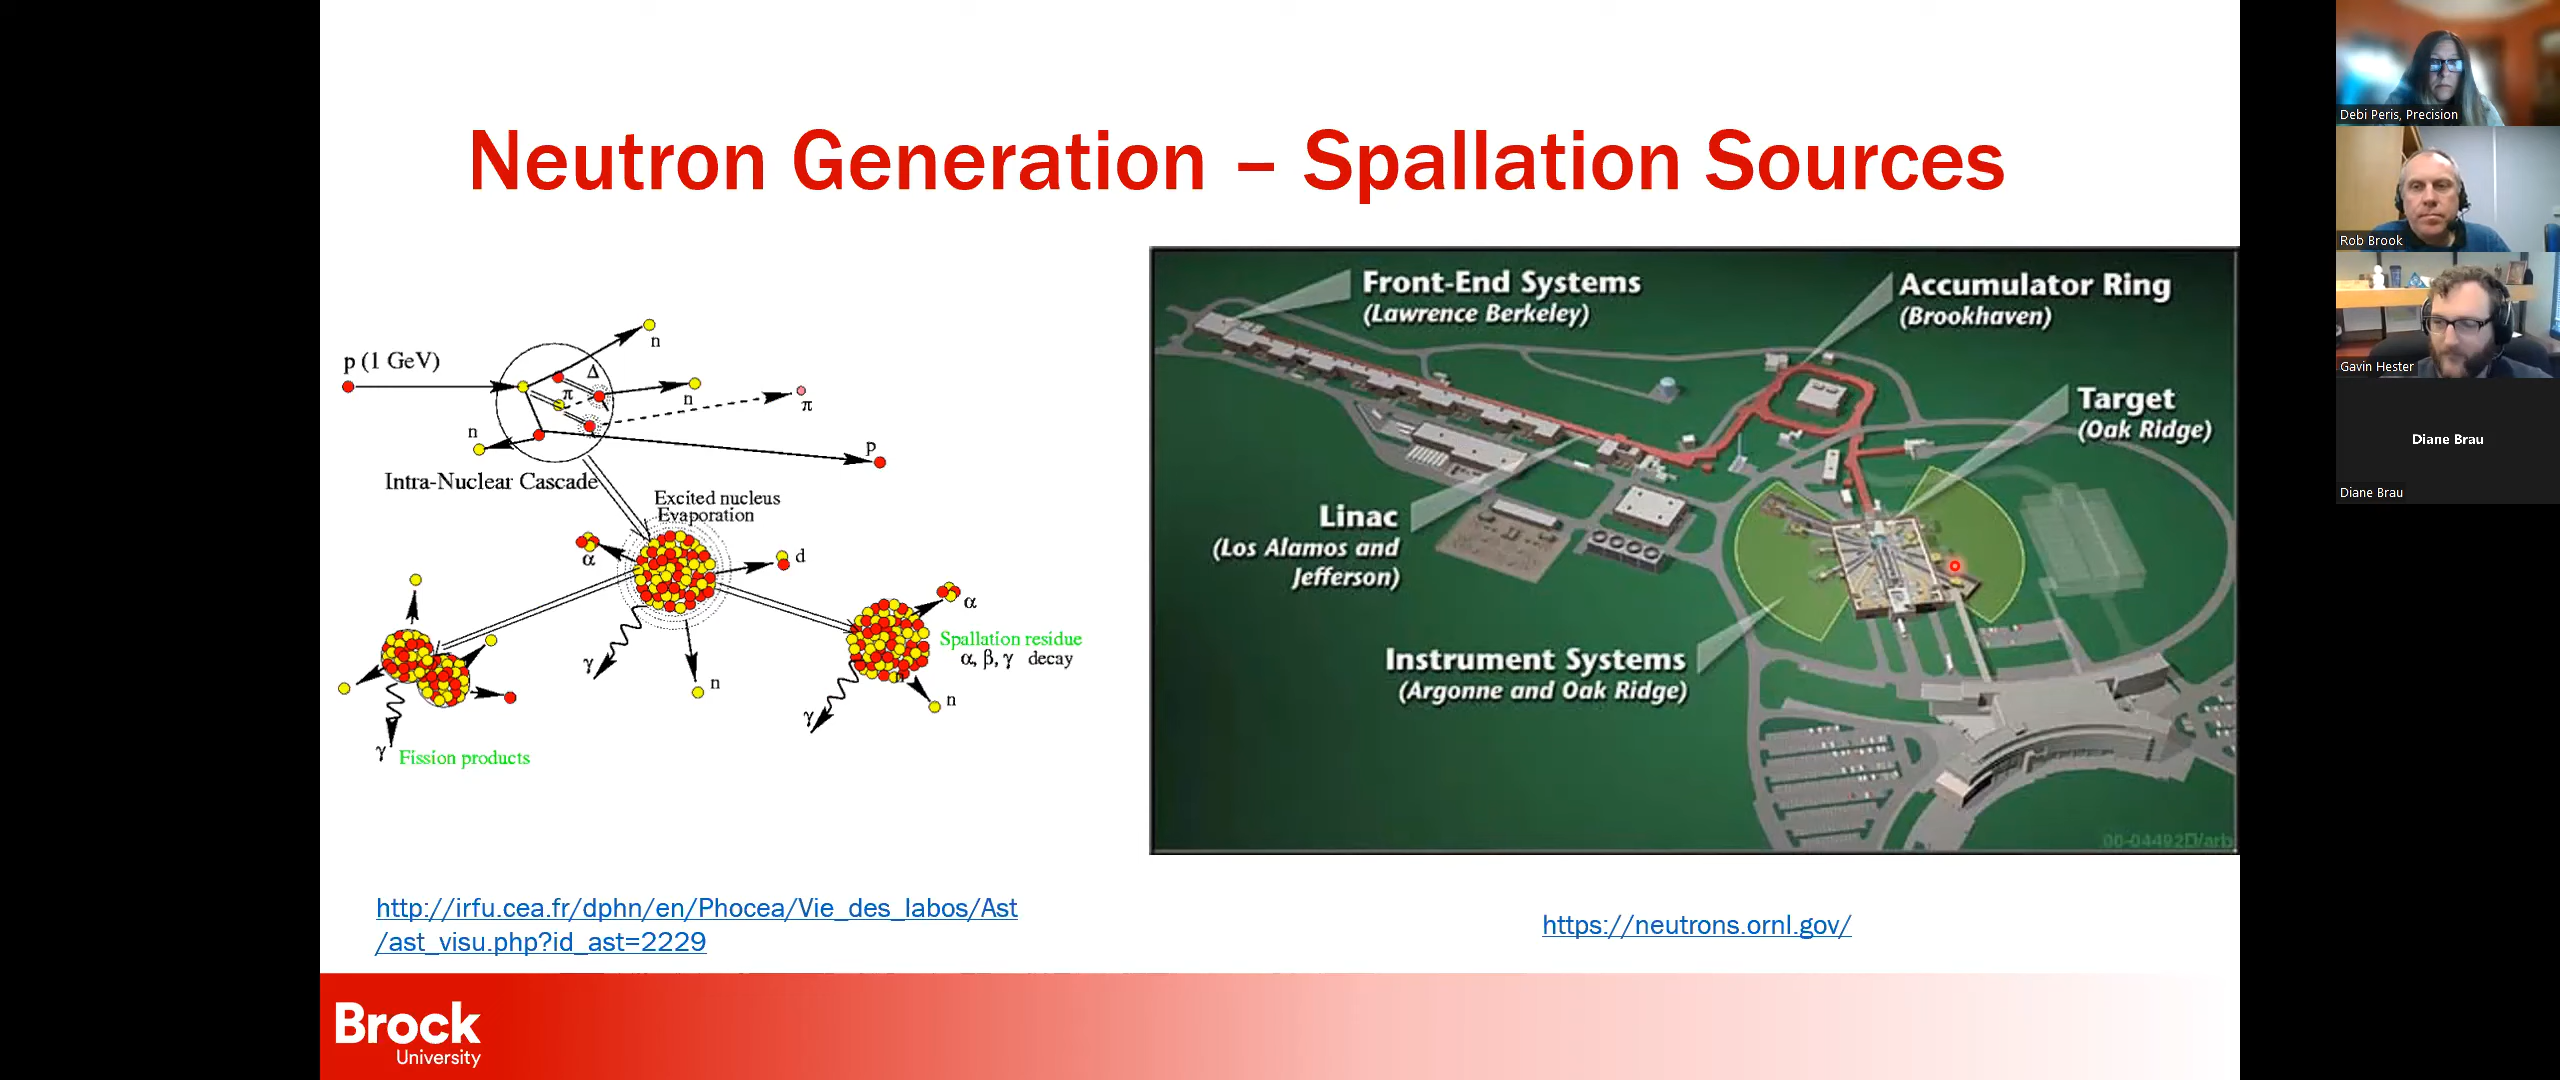 Neutron Generation – Spallation Sources
p (1 GeV)
n
Δ
π
n
π
n
p
Intra-Nuclear Cascade
Excited nucleus
Evaporation
α
d
α
Spallation residue
α, β, γ decay
γ
n
n
γ
γ
Fission products
Front-End Systems
(Lawrence Berkeley)
Accumulator Ring
(Brookhaven)
Target
(Oak Ridge)
Linac
(Los Alamos and
Jefferson)
Instrument Systems
(Argonne and Oak Ridge)
00-04492D/arb
http://irfu.cea.fr/dphn/en/Phocea/Vie_des_labos/Ast
/ast_visu.php?id_ast=2229
https://neutrons.ornl.gov/
Brock
University
Debi Peris, Precision
Rob Brook
Gavin Hester
Diane Brau
Diane Brau